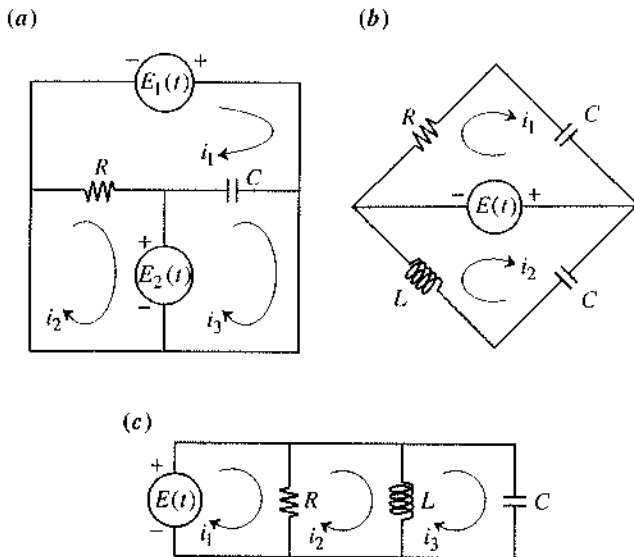 (a)
− E₁(t) +
i₁
R
C
+
E₂(t)
−
i₂
i₃
(b)
R
i₁
C
− E(t) +
L
i₂
C
(c)
+
E(t)
−
i₁
R
i₂
L
i₃
C